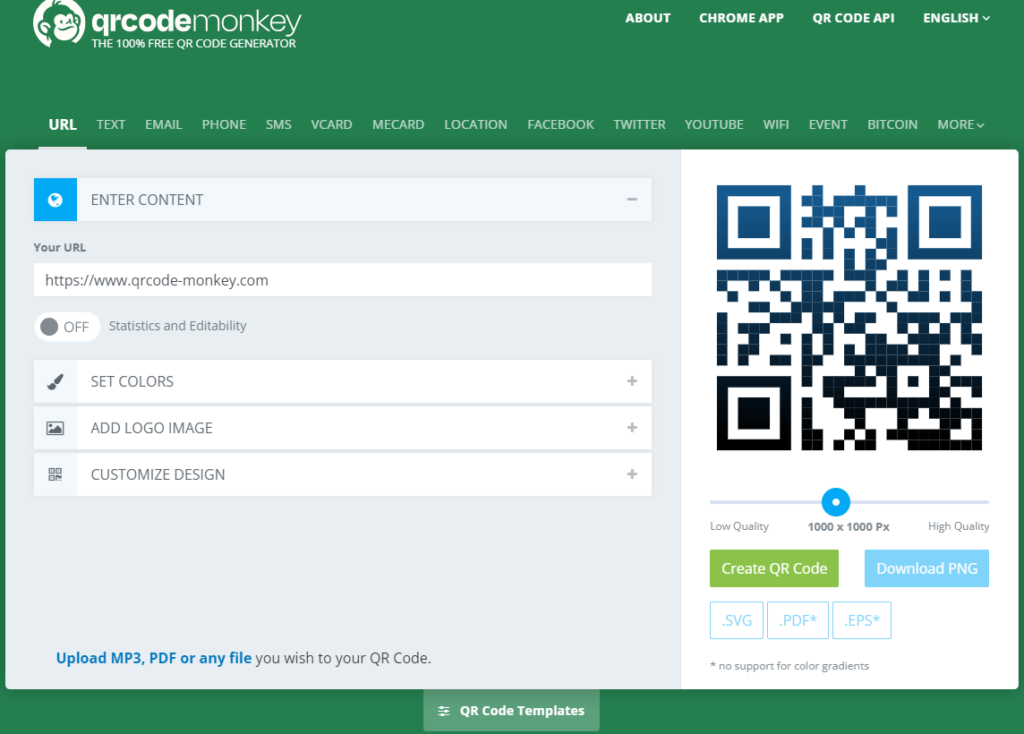 qrcodemonkey
THE 100% FREE QR CODE GENERATOR
ABOUT CHROME APP QR CODE API ENGLISH
URL TEXT EMAIL PHONE SMS VCARD MECARD LOCATION FACEBOOK TWITTER YOUTUBE WIFI EVENT BITCOIN MORE
ENTER CONTENT
Your URL
https://www.qrcode-monkey.com
OFF Statistics and Editability
SET COLORS
ADD LOGO IMAGE
CUSTOMIZE DESIGN
Upload MP3, PDF or any file you wish to your QR Code.
Low Quality 1000 x 1000 Px High Quality
Create QR Code Download PNG
.SVG .PDF* .EPS*
* no support for color gradients
QR Code Templates